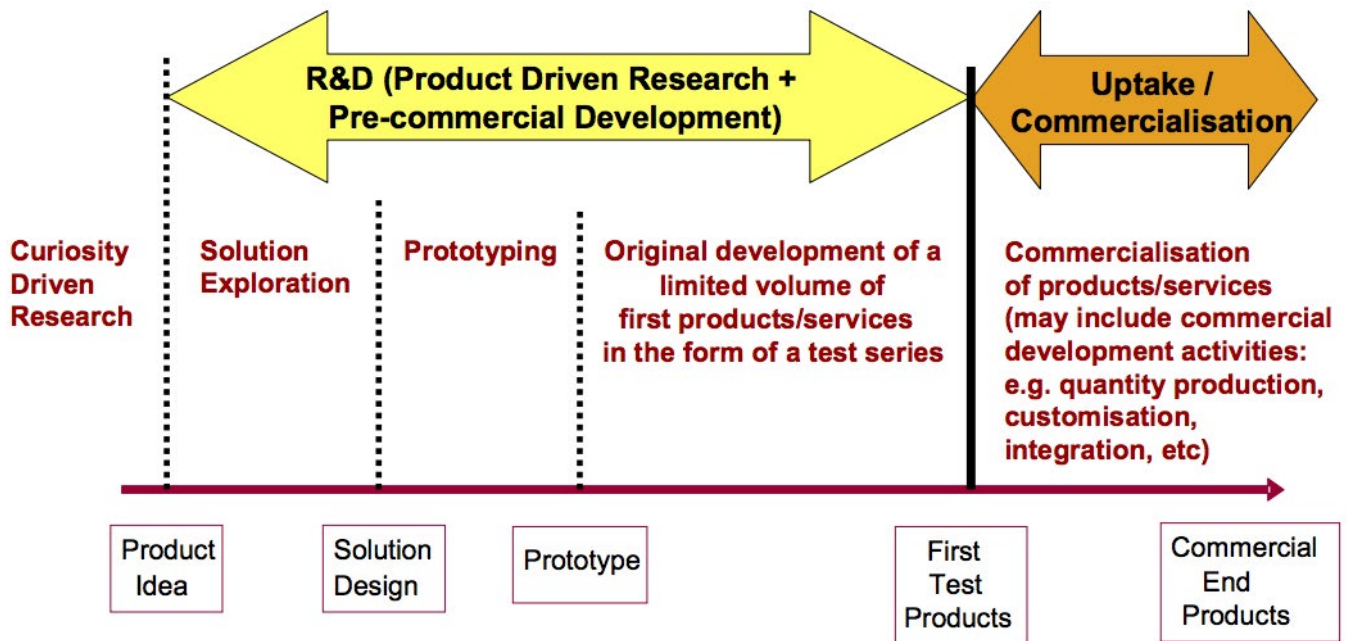 R&D (Product Driven Research +
Pre-commercial Development)
Uptake /
Commercialisation
Curiosity
Driven
Research
Solution
Exploration
Prototyping
Original development of a
limited volume of
first products/services
in the form of a test series
Commercialisation
of products/services
(may include commercial
development activities:
e.g. quantity production,
customisation,
integration, etc)
Product
Idea
Solution
Design
Prototype
First
Test
Products
Commercial
End
Products